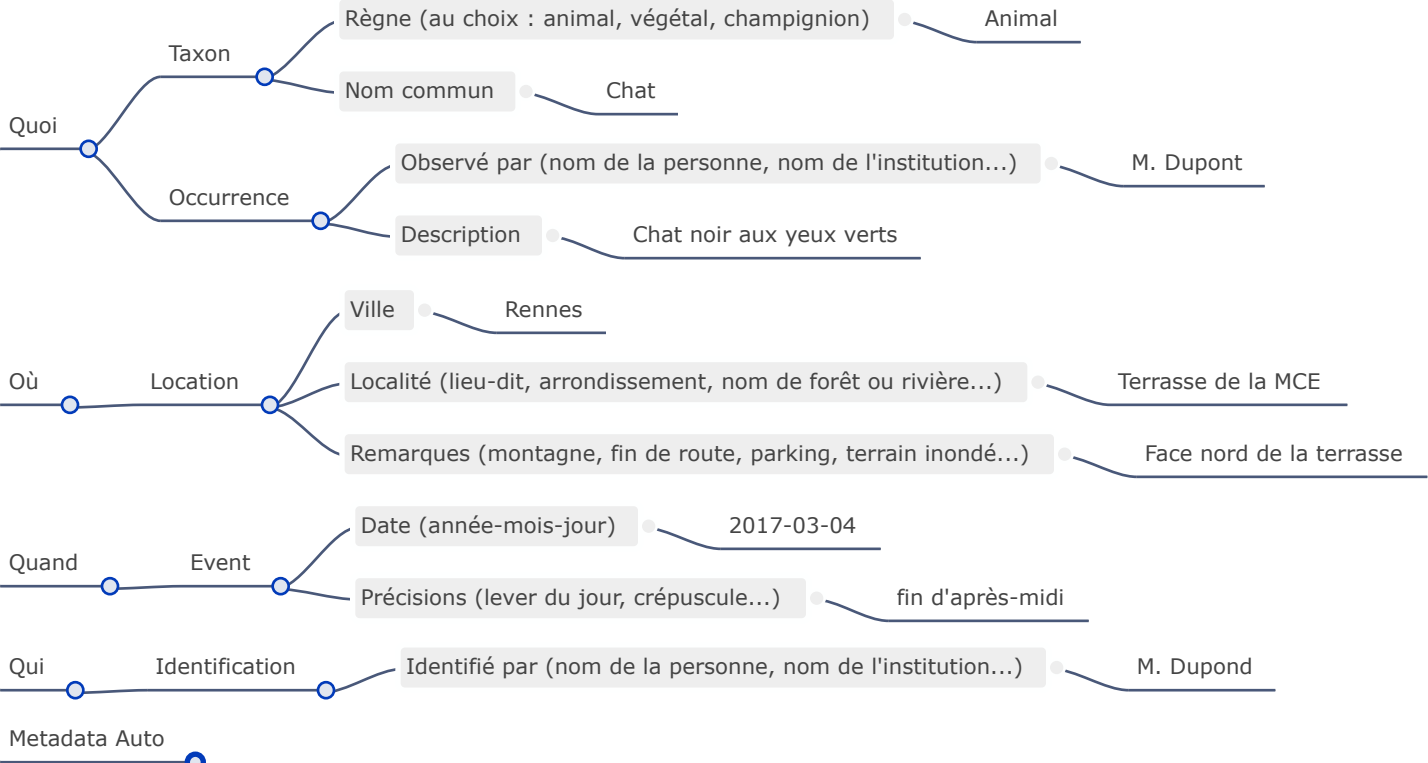 Quoi
Taxon
Règne (au choix : animal, végétal, champignion)
Animal
Nom commun
Chat
Occurrence
Observé par (nom de la personne, nom de l'institution...)
M. Dupont
Description
Chat noir aux yeux verts
Où
Location
Ville
Rennes
Localité (lieu-dit, arrondissement, nom de forêt ou rivière...)
Terrasse de la MCE
Remarques (montagne, fin de route, parking, terrain inondé...)
Face nord de la terrasse
Quand
Event
Date (année-mois-jour)
2017-03-04
Précisions (lever du jour, crépuscule...)
fin d'après-midi
Qui
Identification
Identifié par (nom de la personne, nom de l'institution...)
M. Dupond
Metadata Auto